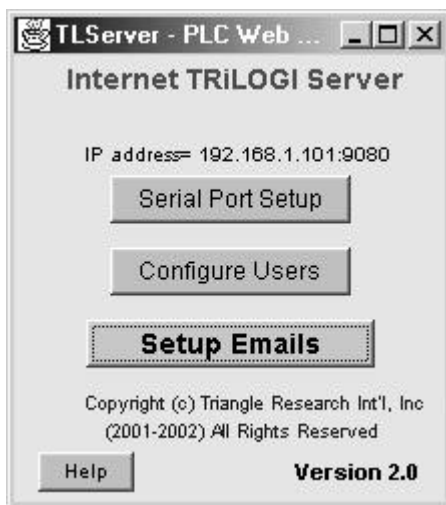 TLServer - PLC Web ...
Internet TRiLOGI Server
IP address= 192.168.1.101:9080
Serial Port Setup
Configure Users
Setup Emails
Copyright (c) Triangle Research Int'l, Inc
(2001-2002) All Rights Reserved
Help
Version 2.0